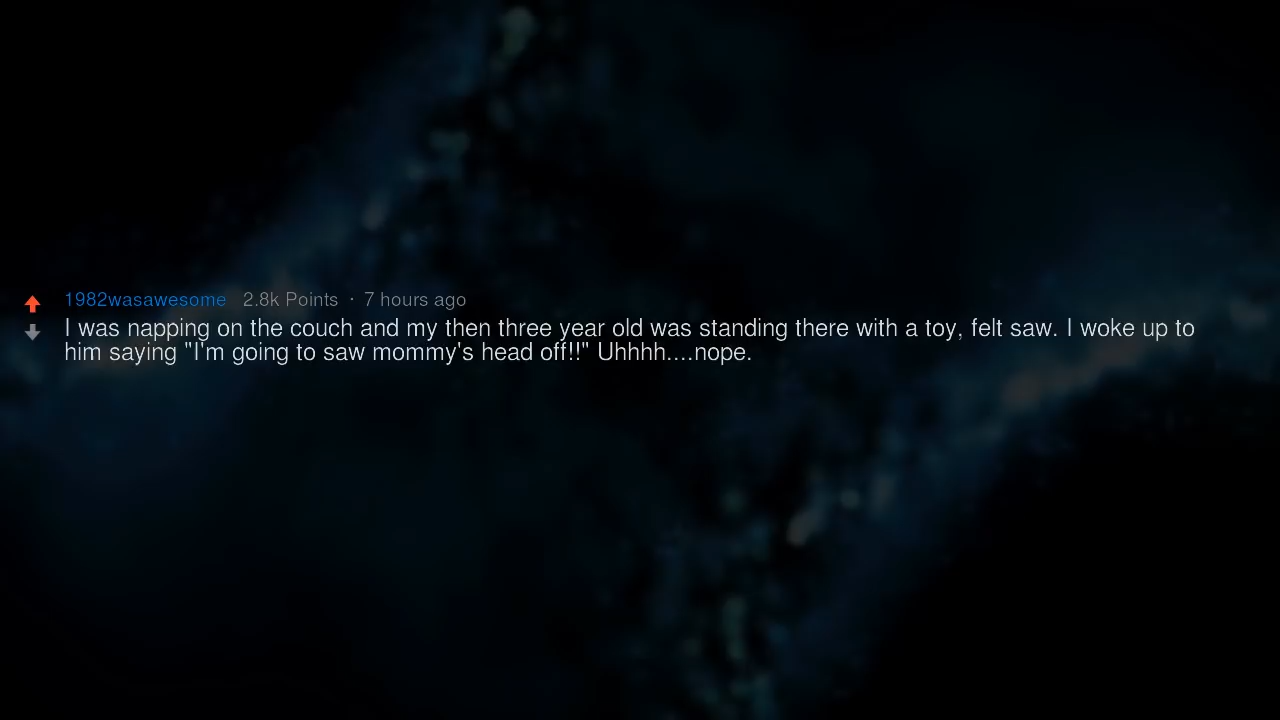 1982wasawesome 2.8k Points · 7 hours ago
I was napping on the couch and my then three year old was standing there with a toy, felt saw. I woke up to
him saying "I'm going to saw mommy's head off!!" Uhhhh....nope.